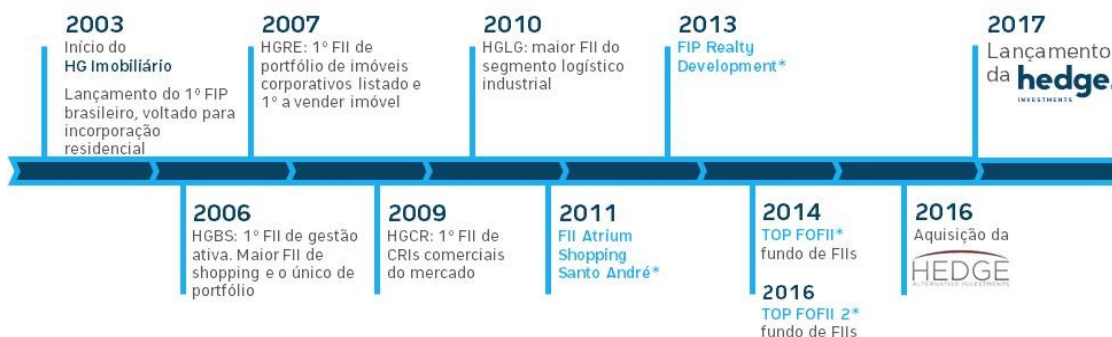 2003
Início do
HG Imobiliário
Lançamento do 1º FIP
brasileiro, voltado para
incorporação
residencial
2007
HGRE: 1º FII de
portfólio de imóveis
corporativos listado e
1º a vender imóvel
2010
HGLG: maior FII do
segmento logístico
industrial
2013
FIP Realty
Development*
2017
Lançamento
da hedge.
INVESTMENTS
2006
HGBS: 1º FII de gestão
ativa. Maior FII de
shopping e o único de
portfólio
2009
HGCR: 1º FII de
CRIs comerciais
do mercado
2011
FII Atrium
Shopping
Santo André*
2014
TOP FOFII*
fundo de FIIs
2016
TOP FOFII 2*
fundo de FIIs
2016
Aquisição da
HEDGE
ALTERNATIVE INVESTMENTS